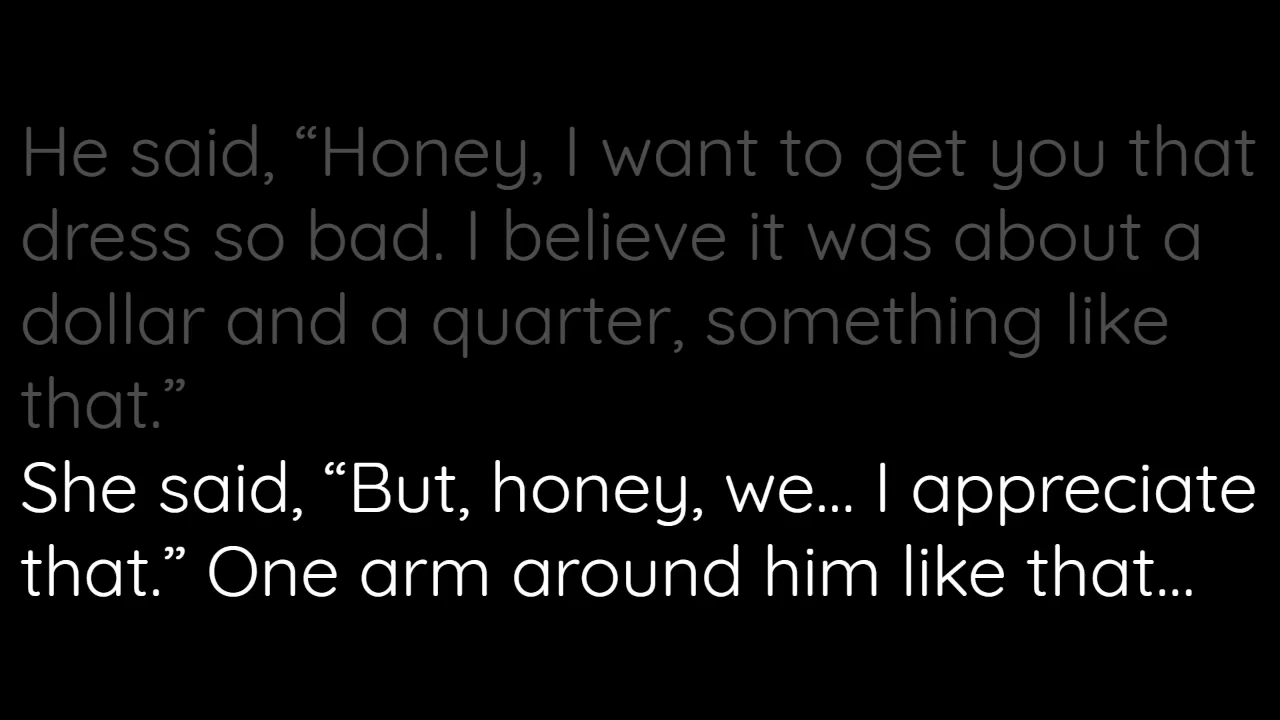 He said, “Honey, I want to get you that
dress so bad. I believe it was about a
dollar and a quarter, something like
that.”
She said, “But, honey, we... I appreciate
that.” One arm around him like that...